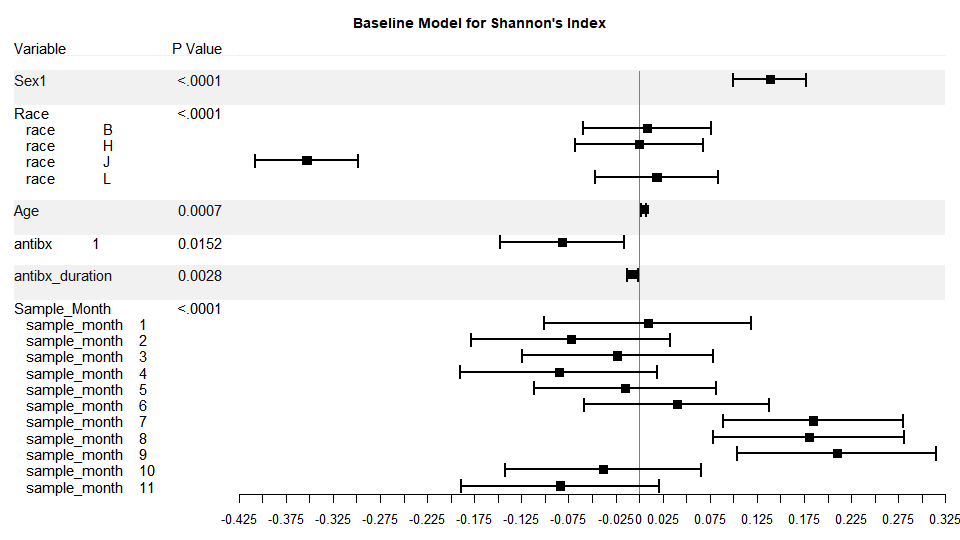 Baseline Model for Shannon's Index
Variable P Value
Sex1 <.0001
Race <.0001
race B
race H
race J
race L
Age 0.0007
antibx 1 0.0152
antibx_duration 0.0028
Sample_Month <.0001
sample_month 1
sample_month 2
sample_month 3
sample_month 4
sample_month 5
sample_month 6
sample_month 7
sample_month 8
sample_month 9
sample_month 10
sample_month 11
-0.425 -0.375 -0.325 -0.275 -0.225 -0.175 -0.125 -0.075 -0.025 0 0.025 0.075 0.125 0.175 0.225 0.275 0.325